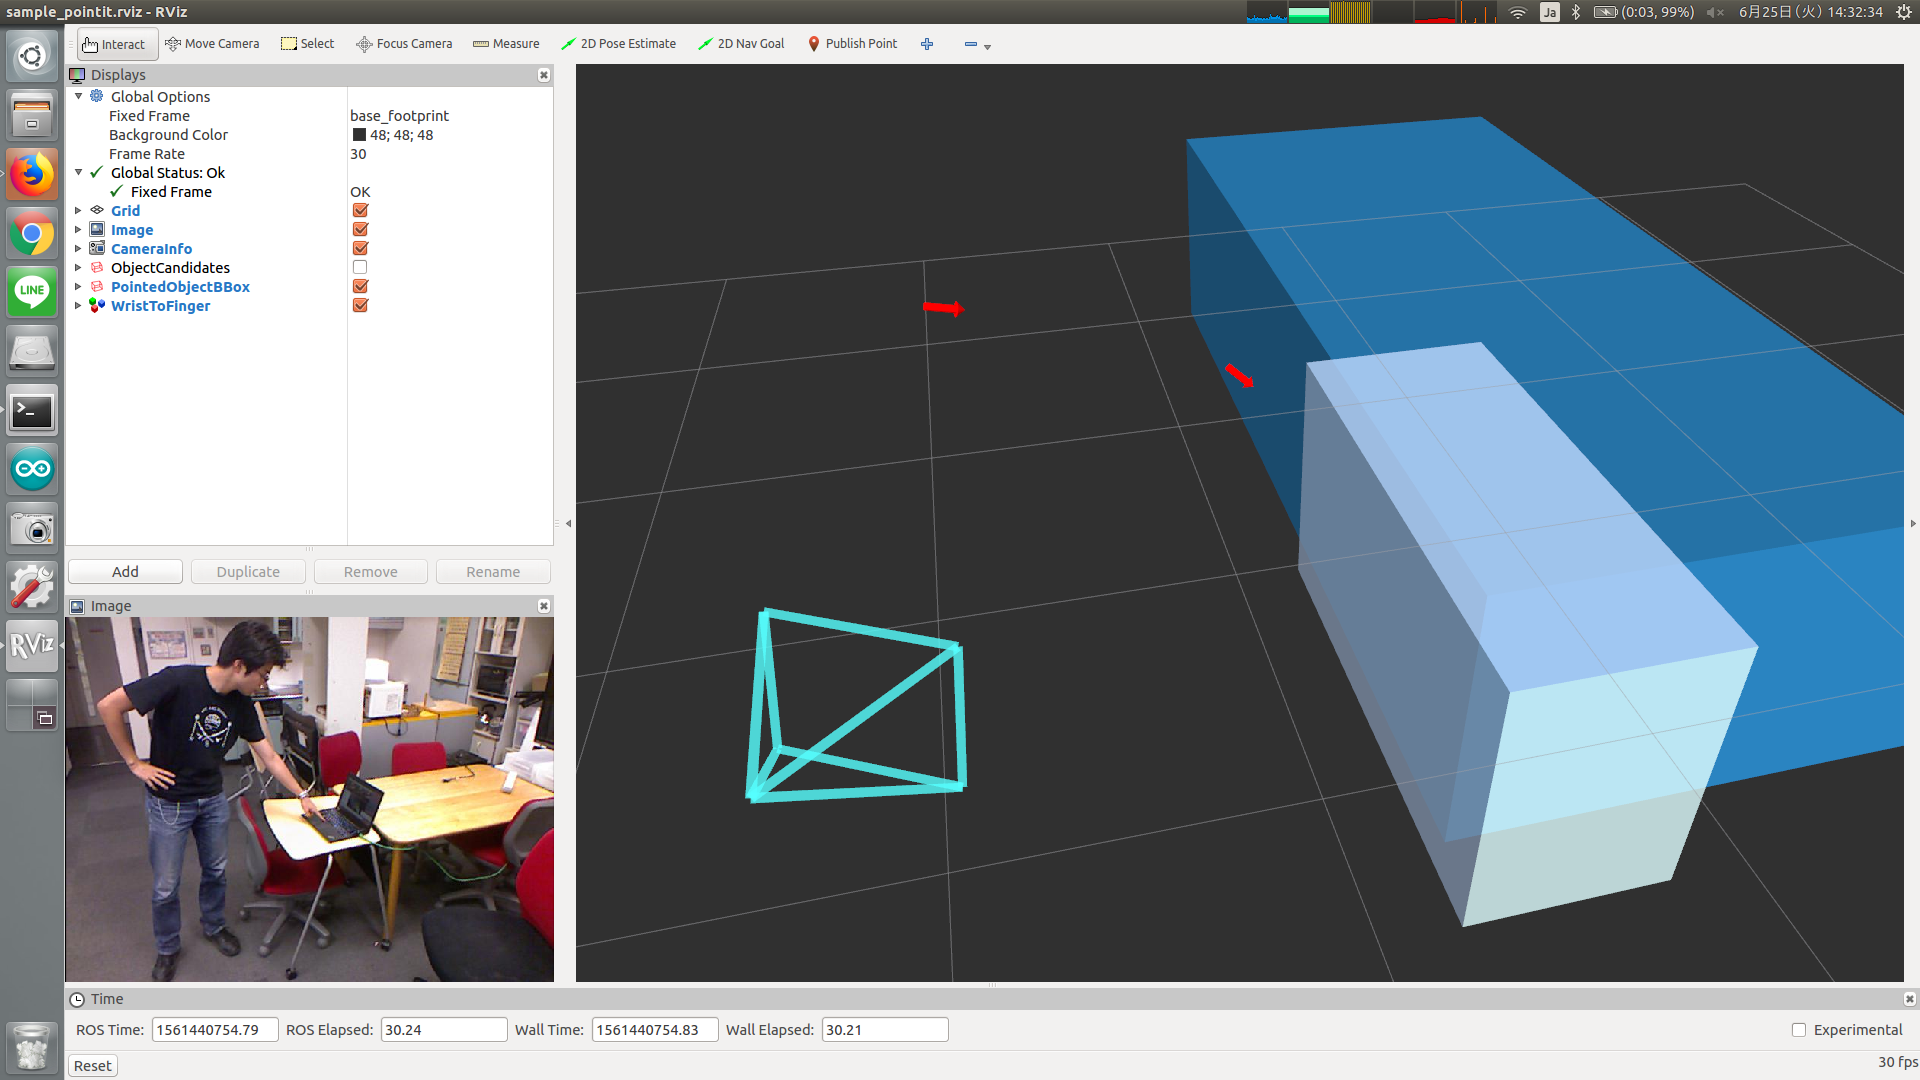 sample_pointit.rviz - RViz
Ja
(0:03, 99%)
6月25日(火) 14:32:34
Interact
Move Camera
Select
Focus Camera
Measure
2D Pose Estimate
2D Nav Goal
Publish Point
Displays
Global Options
Fixed Frame base_footprint
Background Color 48; 48; 48
Frame Rate 30
Global Status: Ok
Fixed Frame OK
Grid
Image
CameraInfo
ObjectCandidates
PointedObjectBBox
WristToFinger
Add Duplicate Remove Rename
Image
LINE
RViz
Time
ROS Time: 1561440754.79 ROS Elapsed: 30.24 Wall Time: 1561440754.83 Wall Elapsed: 30.21 Experimental
Reset
30 fps